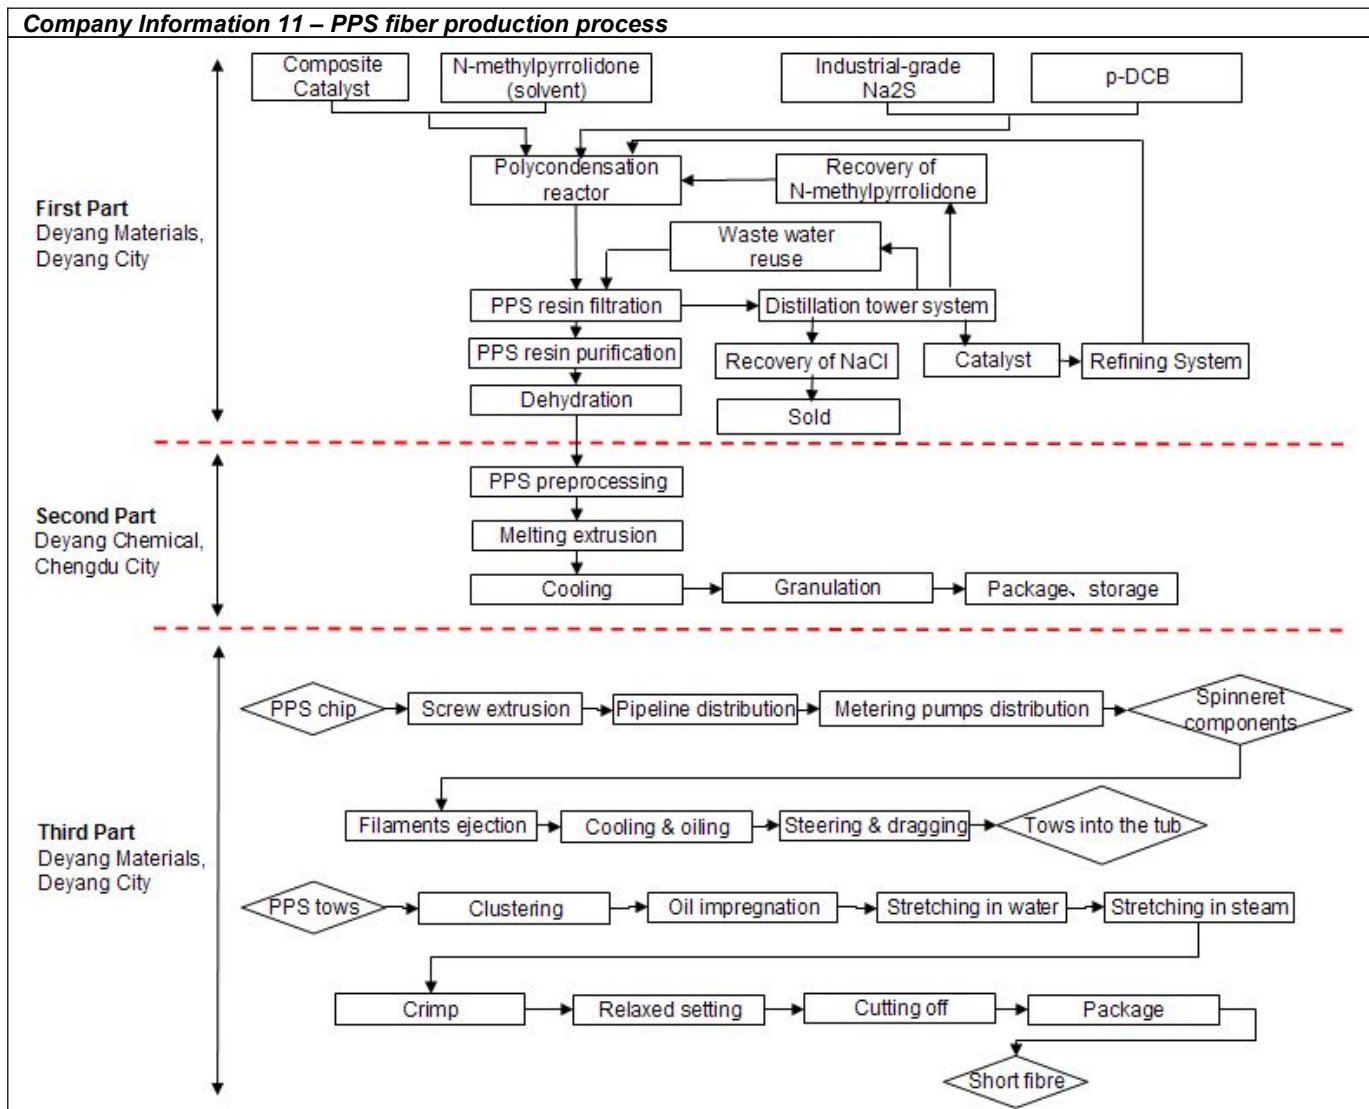 Company Information 11 – PPS fiber production process
Composite
Catalyst
N-methylpyrrolidone
(solvent)
Industrial-grade
Na2S
p-DCB
Polycondensation
reactor
Recovery of
N-methylpyrrolidone
First Part
Deyang Materials,
Deyang City
Waste water
reuse
PPS resin filtration
Distillation tower system
PPS resin purification
Recovery of NaCl
Catalyst
Refining System
Dehydration
Sold
PPS preprocessing
Second Part
Deyang Chemical,
Chengdu City
Melting extrusion
Cooling
Granulation
Package、storage
PPS chip
Screw extrusion
Pipeline distribution
Metering pumps distribution
Spinneret
components
Third Part
Deyang Materials,
Deyang City
Filaments ejection
Cooling & oiling
Steering & dragging
Tows into the tub
PPS tows
Clustering
Oil impregnation
Stretching in water
Stretching in steam
Crimp
Relaxed setting
Cutting off
Package
Short fibre